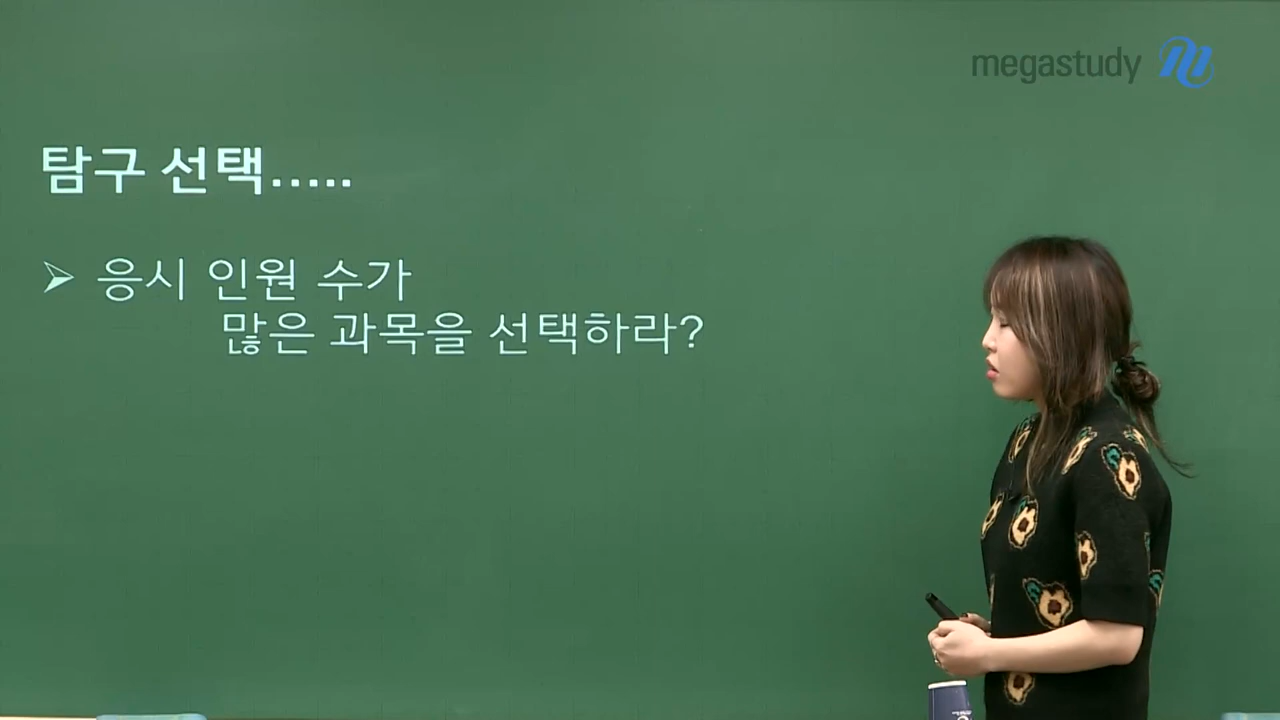 megastudy
탐구 선택.....
➢ 응시 인원 수가
많은 과목을 선택하라?